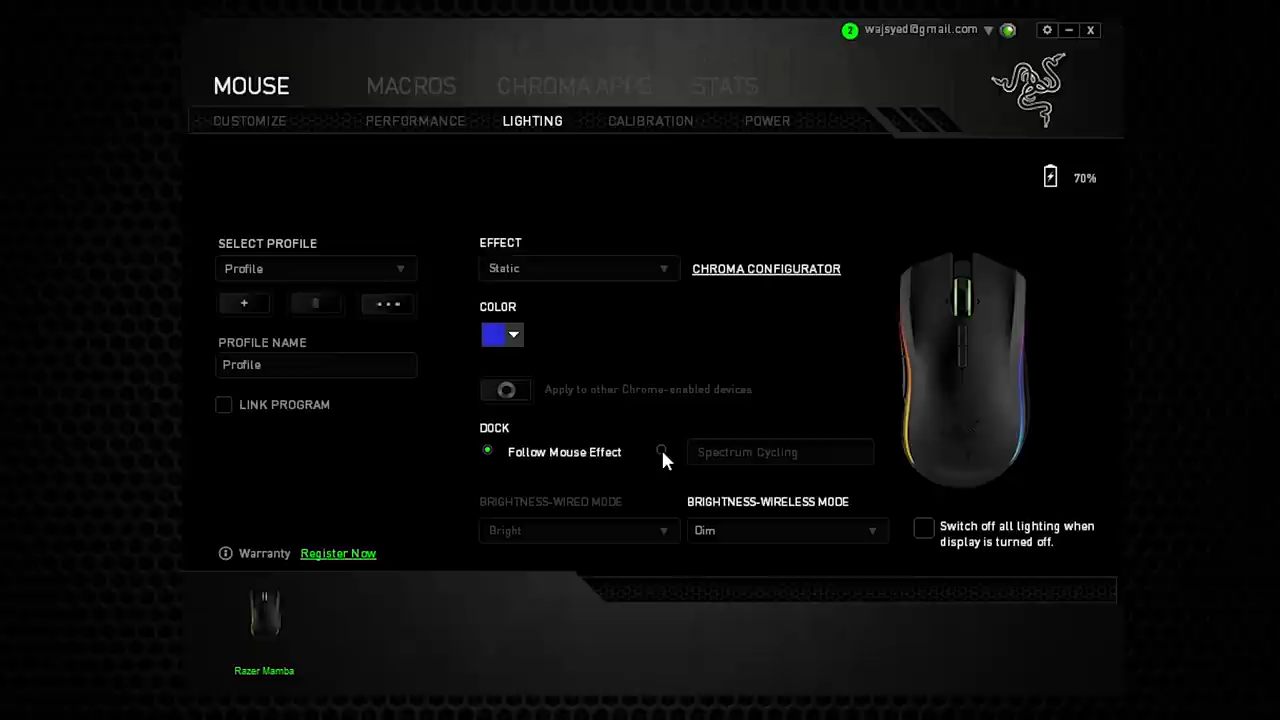 2 wajsyed@gmail.com
X
MOUSE MACROS CHROMA APPS STATS
CUSTOMIZE PERFORMANCE LIGHTING CALIBRATION POWER
70%
SELECT PROFILE
Profile
+ ...
PROFILE NAME
Profile
LINK PROGRAM
EFFECT
Static CHROMA CONFIGURATOR
COLOR
Apply to other Chroma-enabled devices
DOCK
Follow Mouse Effect Spectrum Cycling
BRIGHTNESS-WIRED MODE BRIGHTNESS-WIRELESS MODE
Bright Dim
Switch off all lighting when
display is turned off.
Warranty Register Now
Razer Mamba